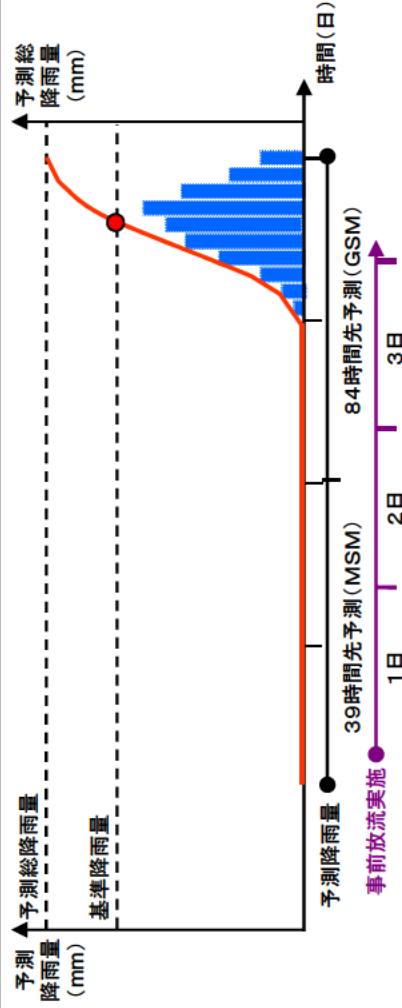 予測
降雨量
(mm)
予測総
降雨量
(mm)
予測総降雨量
基準降雨量
時間(日)
予測降雨量
39時間先予測(MSM)
84時間先予測(GSM)
事前放流実施
1日
2日
3日